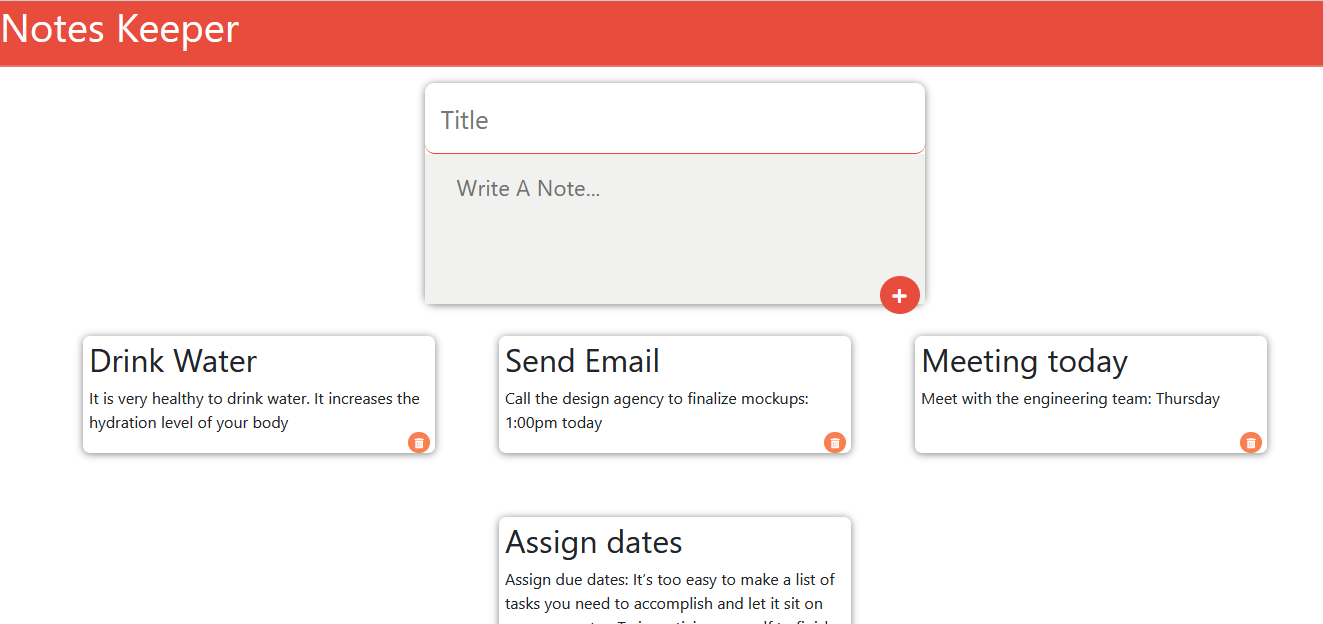 Notes Keeper
Title
Write A Note...
Drink Water
It is very healthy to drink water. It increases the
hydration level of your body
Send Email
Call the design agency to finalize mockups:
1:00pm today
Meeting today
Meet with the engineering team: Thursday
Assign dates
Assign due dates: It’s too easy to make a list of
tasks you need to accomplish and let it sit on